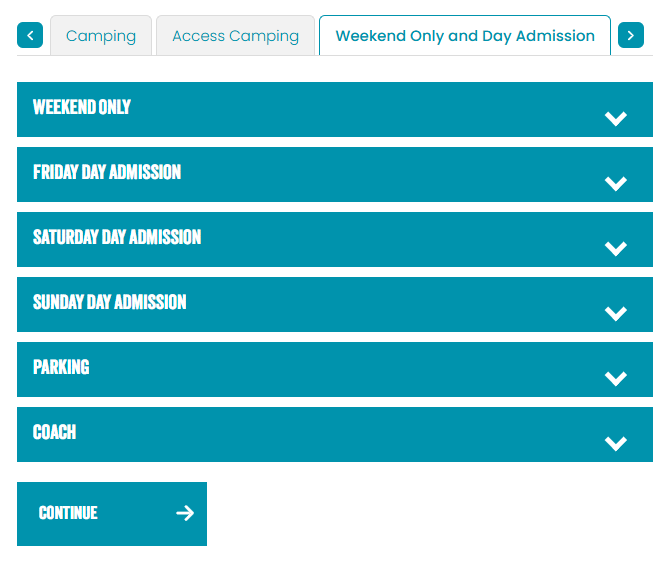 Camping Access Camping Weekend Only and Day Admission
WEEKEND ONLY
FRIDAY DAY ADMISSION
SATURDAY DAY ADMISSION
SUNDAY DAY ADMISSION
PARKING
COACH
CONTINUE